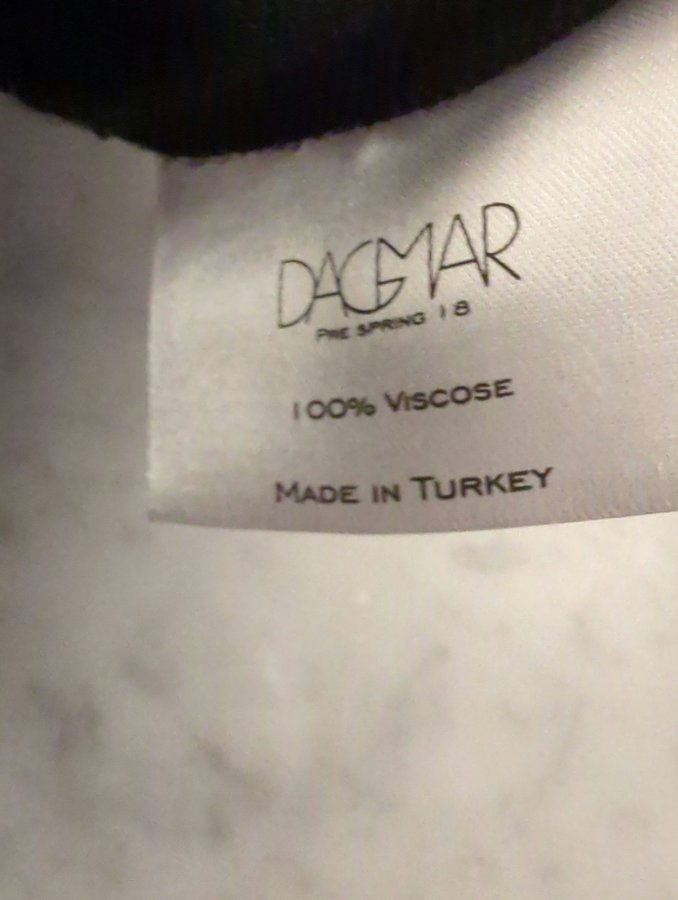 DAGMAR
PRE SPRING 18
100% VISCOSE
MADE IN TURKEY